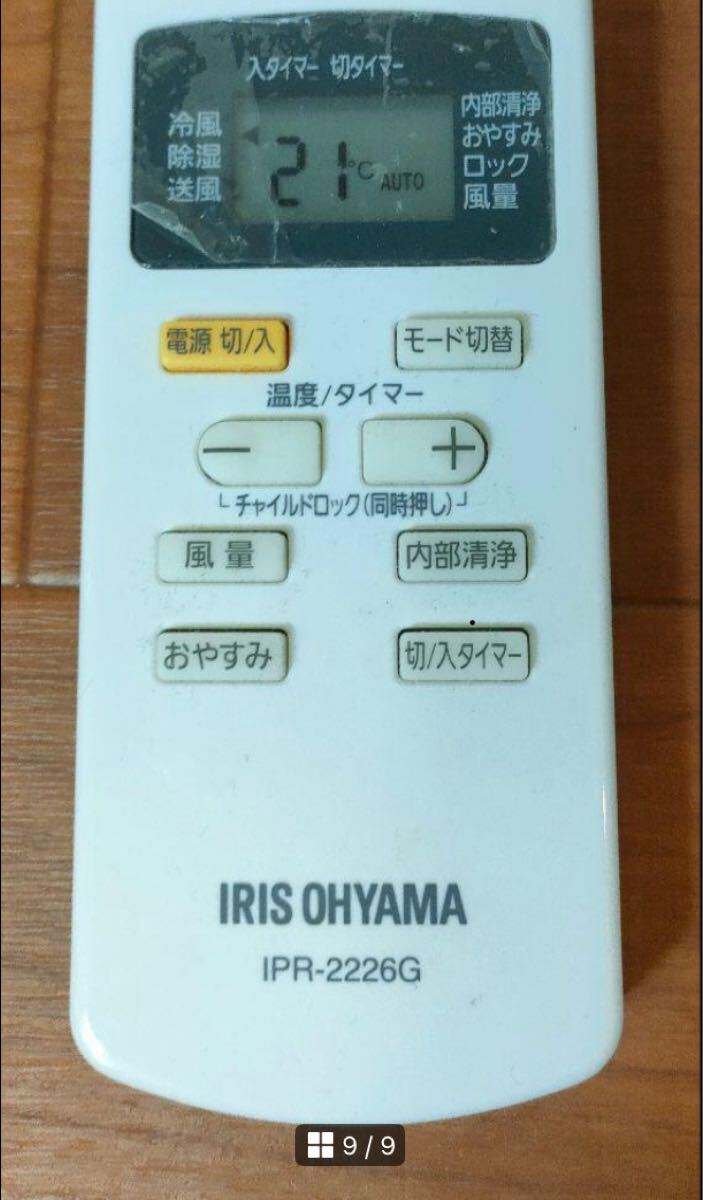 入タイマー 切タイマー
冷風
除湿
送風
21℃ AUTO
内部清浄
おやすみ
ロック
風量
電源 切/入
モード切替
温度/タイマー
− +
└ チャイルドロック(同時押し) ┘
風量
内部清浄
おやすみ
切/入タイマー
IRIS OHYAMA
IPR-2226G
9 / 9